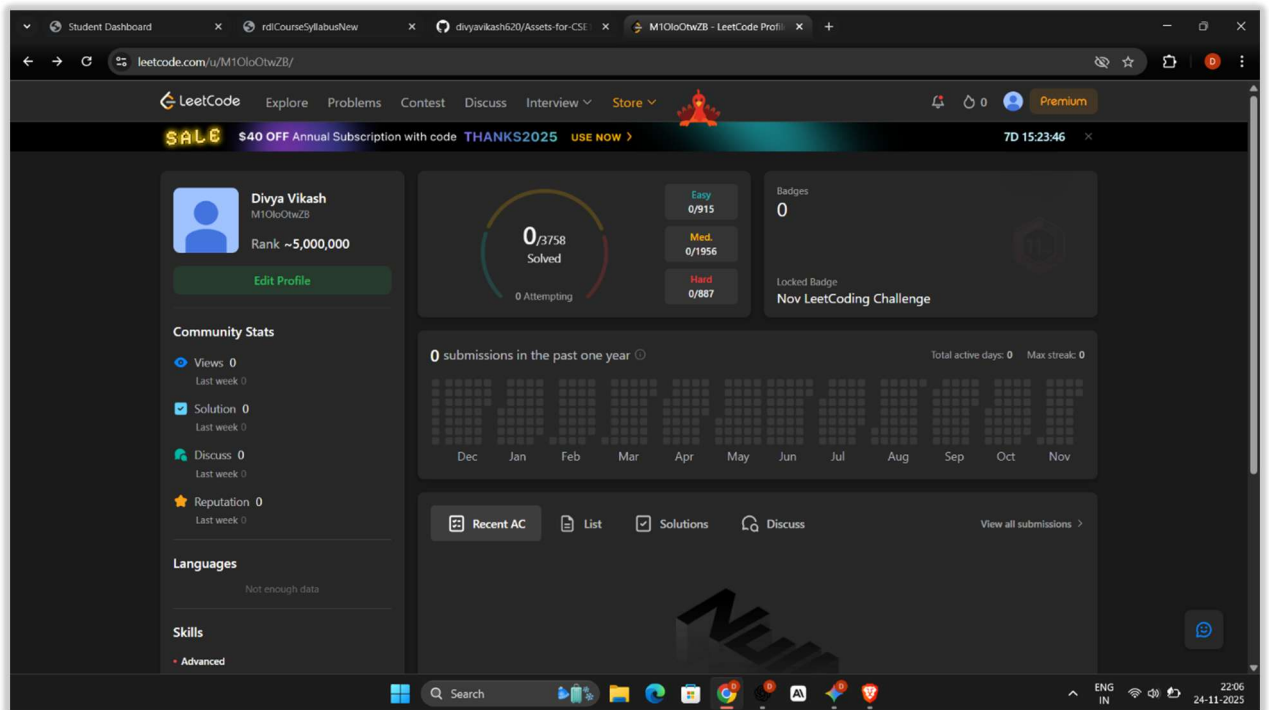 Student Dashboard
rdlCourseSyllabusNew
divyavikash620/Assets-for-CSE
M1OloOtwZB - LeetCode Profil
leetcode.com/u/M1OloOtwZB/
D
LeetCode
Explore
Problems
Contest
Discuss
Interview
Store
0
Premium
SALE
$40 OFF Annual Subscription with code THANKS2025 USE NOW
7D 15:23:46
Divya Vikash
M1OloOtwZB
Rank ~5,000,000
Edit Profile
Community Stats
Views 0
Last week 0
Solution 0
Last week 0
Discuss 0
Last week 0
Reputation 0
Last week 0
Languages
Not enough data
Skills
Advanced
0/3758
Solved
0 Attempting
Easy
0/915
Med.
0/1956
Hard
0/887
Badges
0
Locked Badge
Nov LeetCoding Challenge
0 submissions in the past one year
Total active days: 0 Max streak: 0
Dec Jan Feb Mar Apr May Jun Jul Aug Sep Oct Nov
Recent AC
List
Solutions
Discuss
View all submissions
Null
Search
ENG
IN
22:06
24-11-2025